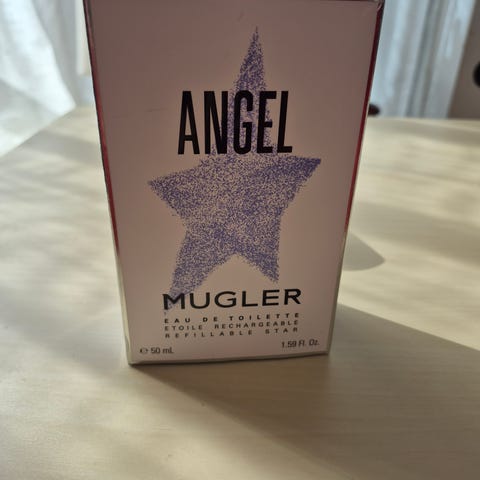 ANGEL
MUGLER
EAU DE TOILETTE
ETOILE RECHARGEABLE
REFILLABLE STAR
℮ 50 mL 1.59 Fl. Oz.